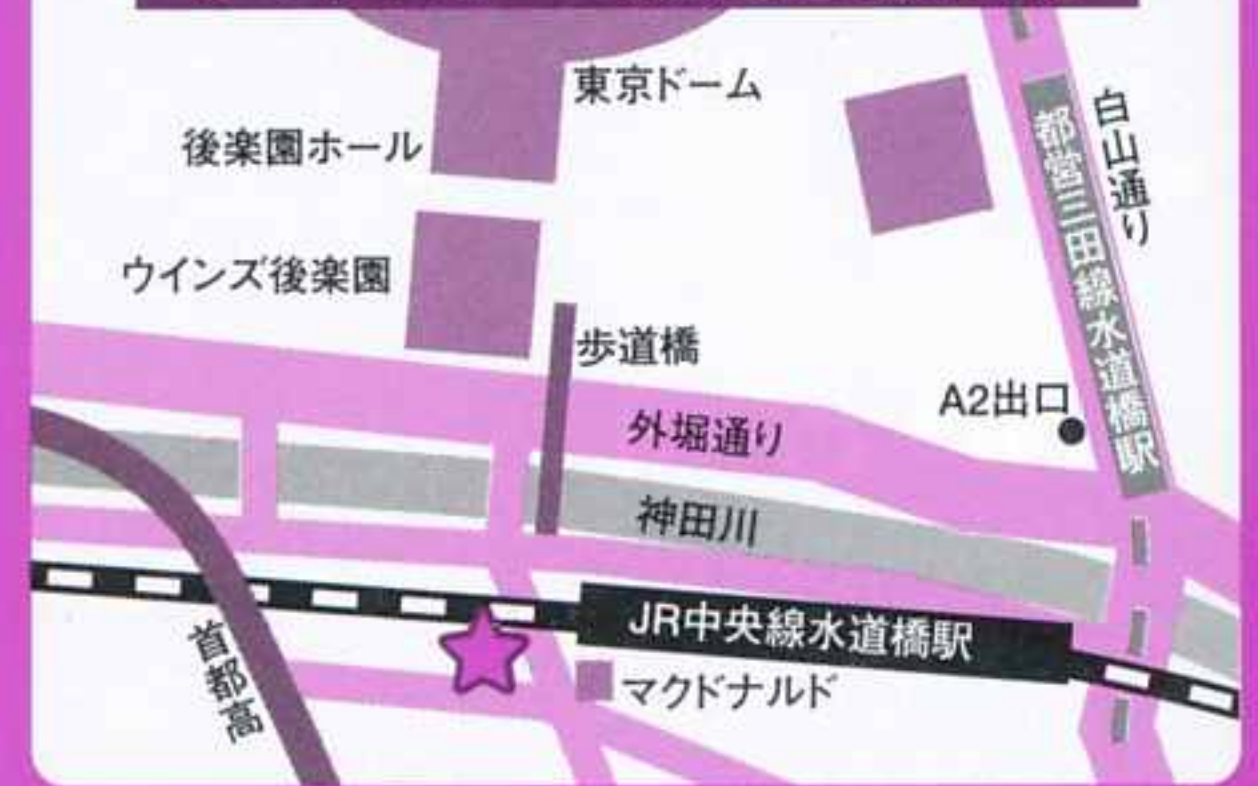 東京ドーム
後楽園ホール
白山通り
都営三田線水道橋駅
ウインズ後楽園
歩道橋
A2出口
外堀通り
神田川
JR中央線水道橋駅
首都高
マクドナルド